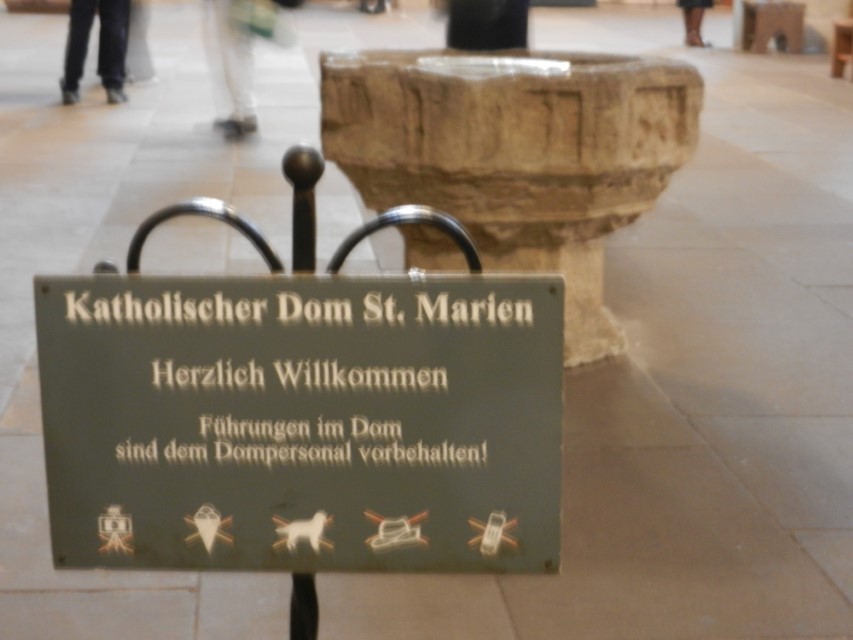 Katholischer Dom St. Marien
Herzlich Willkommen
Führungen im Dom
sind dem Dompersonal vorbehalten!